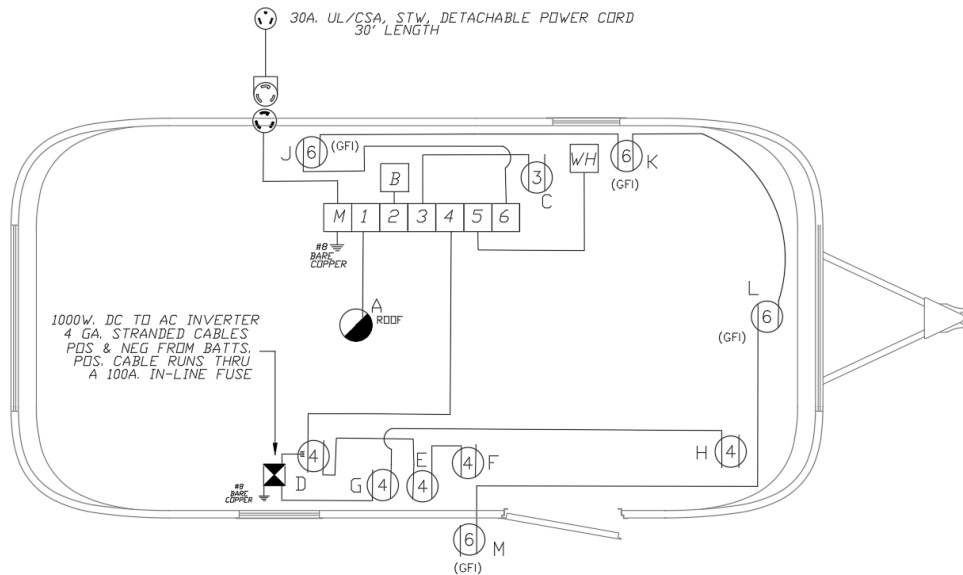 30A. UL/CSA, STW, DETACHABLE POWER CORD
30' LENGTH
J 6 (GFI)
6 K
(GFI)
B
3
C
WH
M 1 2 3 4 5 6
#8
BARE
COPPER
A
ROOF
L
6
(GFI)
1000W. DC TO AC INVERTER
4 GA. STRANDED CABLES
POS & NEG FROM BATTS.
POS. CABLE RUNS THRU
A 100A. IN-LINE FUSE
4
D
#8
BARE
COPPER
G 4
E
4
4 F
H 4
6 M
(GFI)